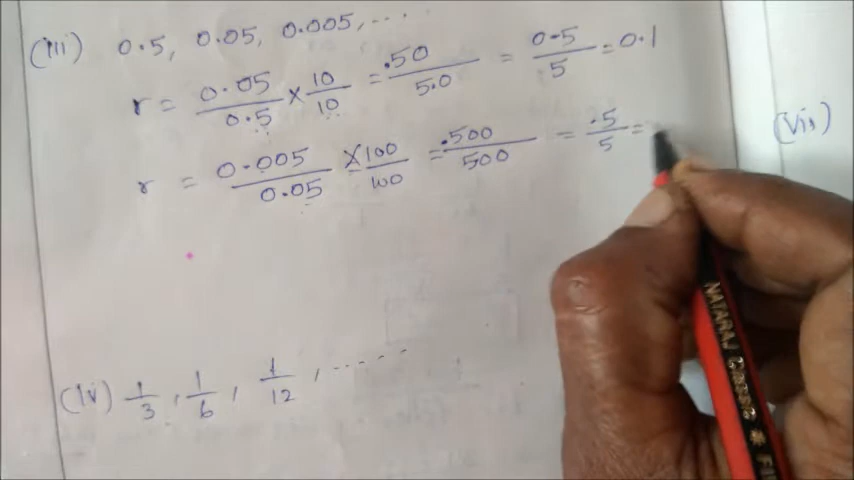 (iii) 0.5, 0.05, 0.005, ...
r = 0.05/0.5 × 10/10 = .50/5.0 = 0.5/5 = 0.1
r = 0.005/0.05 × 100/100 = .500/500 = .5/5 =
(vii)
(iv) 1/3, 1/6, 1/12, .....
NATARAJ